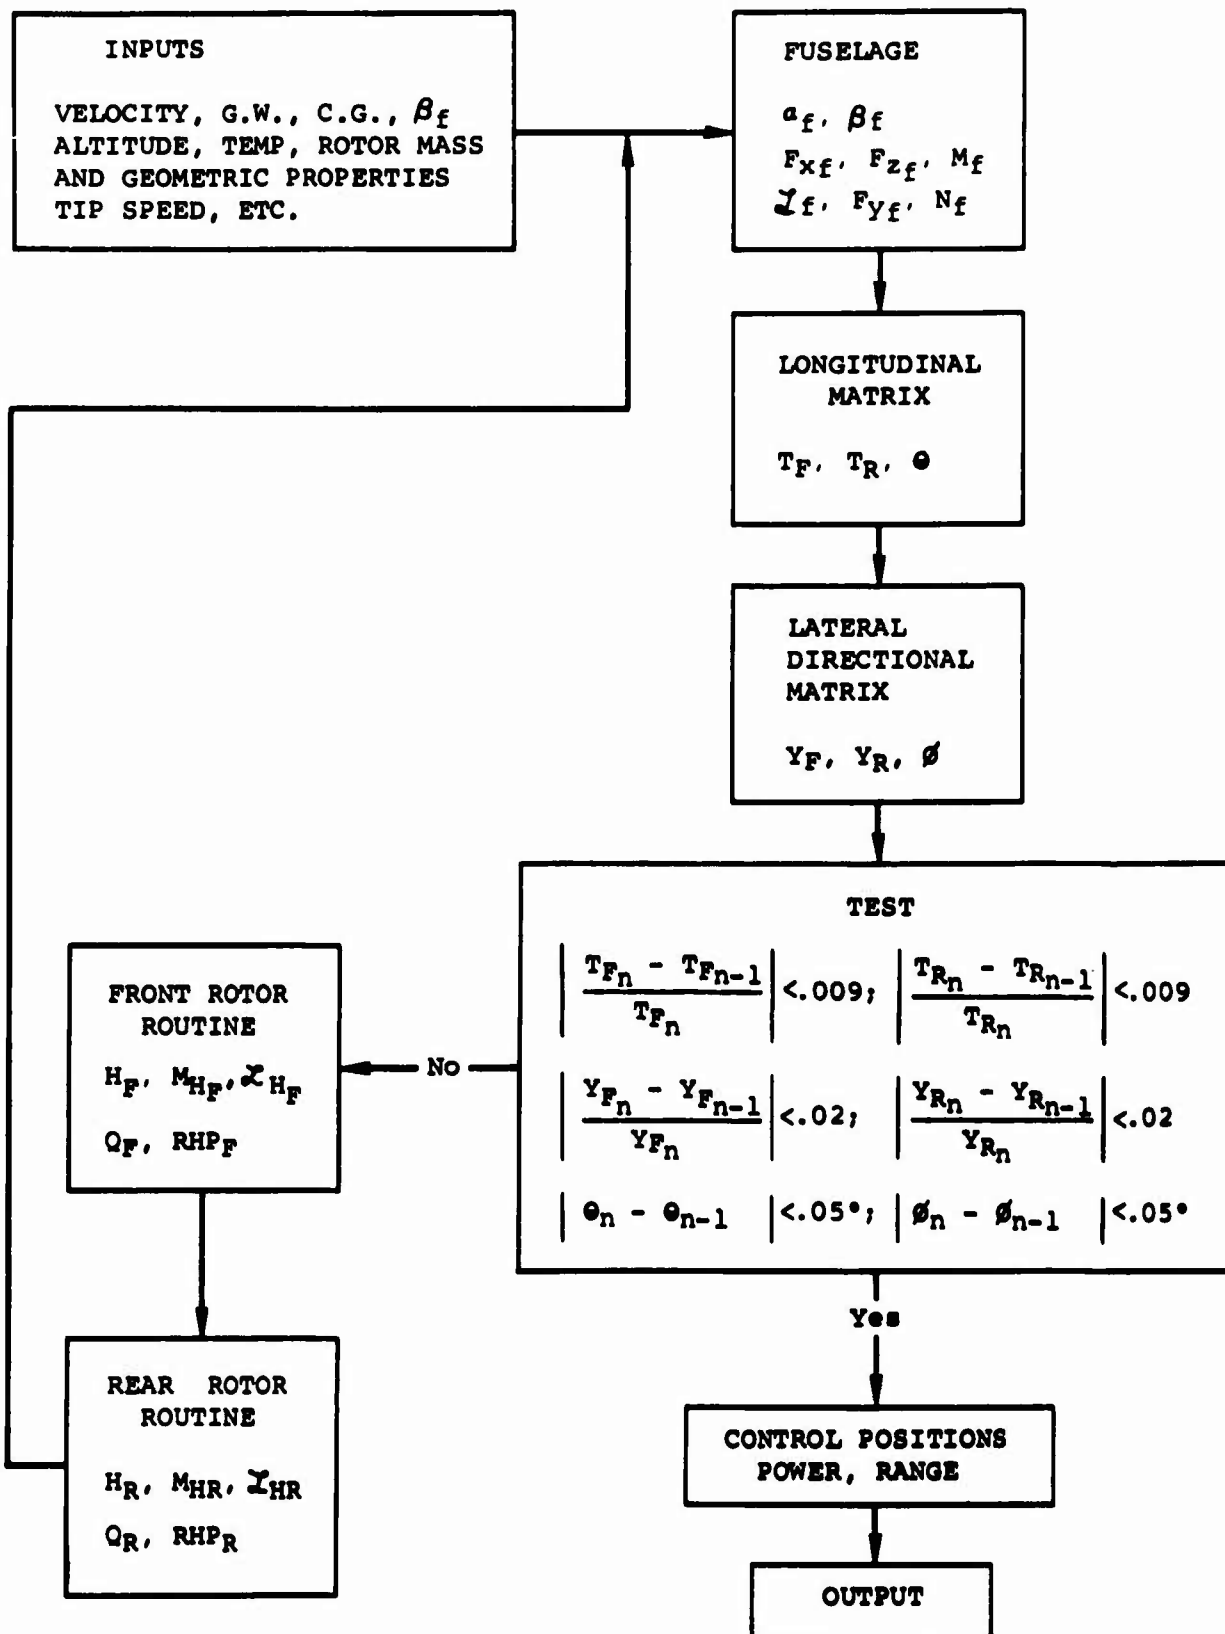 INPUTS
VELOCITY, G.W., C.G., βf
ALTITUDE, TEMP, ROTOR MASS
AND GEOMETRIC PROPERTIES
TIP SPEED, ETC.
FUSELAGE
αf, βf
Fxf, Fzf, Mf
ℒf, Fyf, Nf
LONGITUDINAL
MATRIX
TF, TR, θ
LATERAL
DIRECTIONAL
MATRIX
YF, YR, ø
TEST
| (TFn - TFn-1) / TFn | <.009; | (TRn - TRn-1) / TRn | <.009
| (YFn - YFn-1) / YFn | <.02; | (YRn - YRn-1) / YRn | <.02
| θn - θn-1 | <.05°; | øn - øn-1 | <.05°
No
FRONT ROTOR
ROUTINE
HF, MHF, ℒHF
QF, RHPF
REAR ROTOR
ROUTINE
HR, MHR, ℒHR
QR, RHPR
Yes
CONTROL POSITIONS
POWER, RANGE
OUTPUT